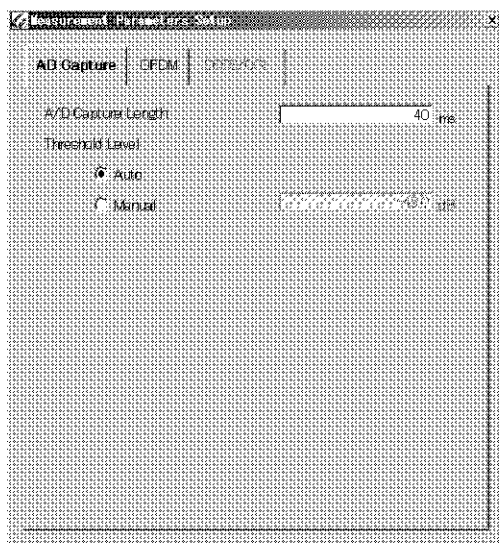 Measurement Parameters Setup
AD Capture OFDM
A/D Capture Length 40 ms
Threshold Level
Auto
Manual dB